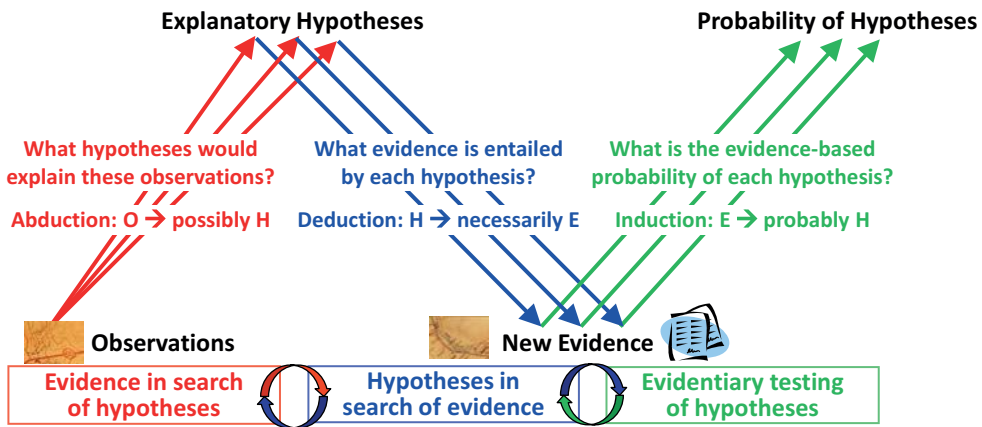 Explanatory Hypotheses
Probability of Hypotheses
What hypotheses would
explain these observations?
Abduction: O → possibly H
What evidence is entailed
by each hypothesis?
Deduction: H → necessarily E
What is the evidence-based
probability of each hypothesis?
Induction: E → probably H
Observations
New Evidence
Evidence in search
of hypotheses
Hypotheses in
search of evidence
Evidentiary testing
of hypotheses